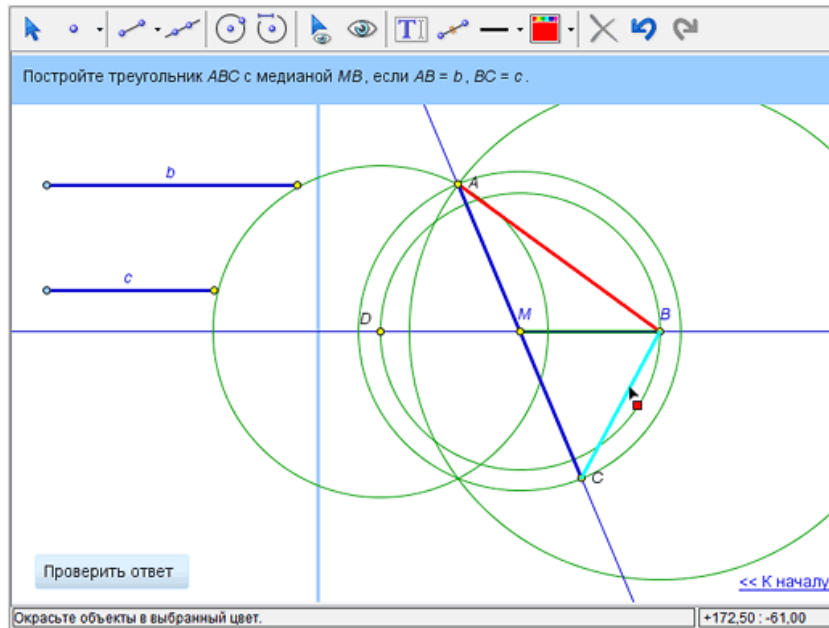 T
Постройте треугольник ABC с медианой MB, если AB = b, BC = c.
b
A
c
D
M
B
C
Проверить ответ
<< К началу
Окрасьте объекты в выбранный цвет.
+172,50 : -61,00